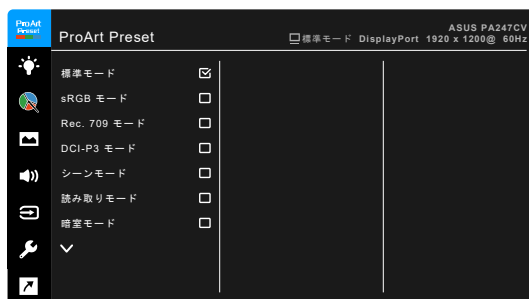 ProArt
Preset
ProArt Preset
ASUS PA247CV
標準モード DisplayPort 1920 x 1200@ 60Hz
標準モード
sRGB モード
Rec. 709 モード
DCI-P3 モード
シーンモード
読み取りモード
暗室モード